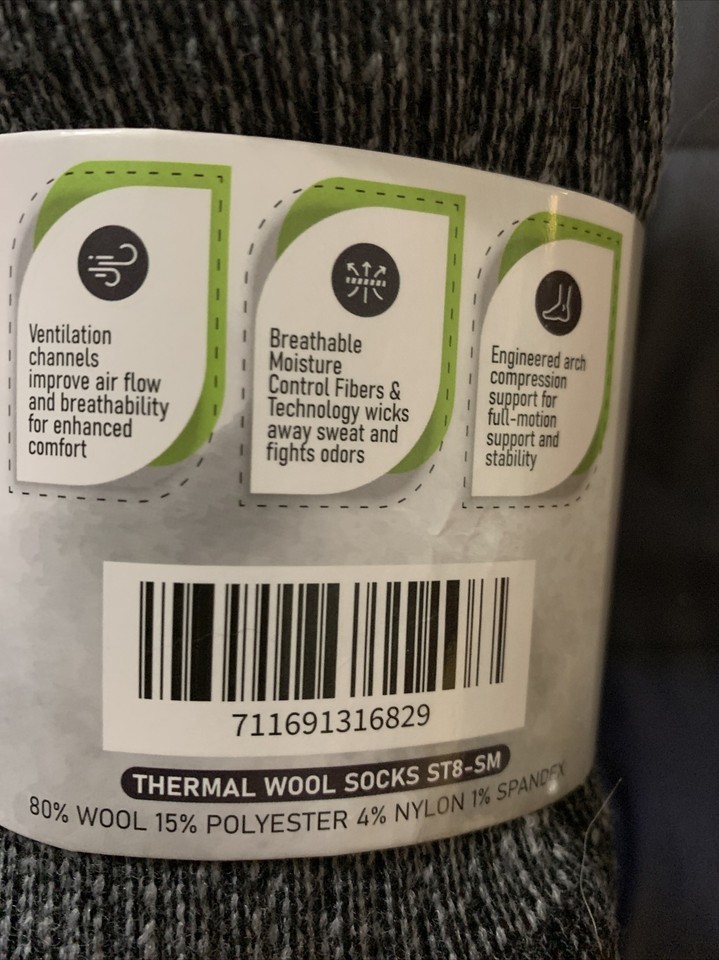 Ventilation
channels
improve air flow
and breathability
for enhanced
comfort
Breathable
Moisture
Control Fibers &
Technology wicks
away sweat and
fights odors
Engineered arch
compression
support for
full-motion
support and
stability
711691316829
THERMAL WOOL SOCKS ST8-SM
80% WOOL 15% POLYESTER 4% NYLON 1% SPANDEX